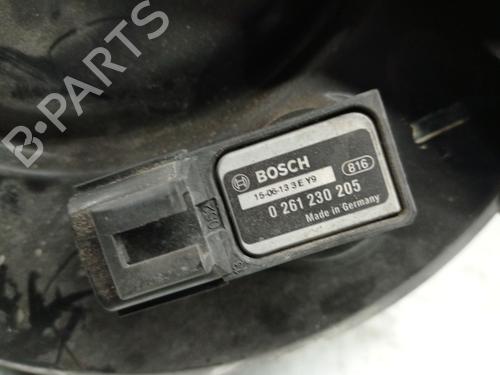 B-PARTS
BOSCH
15-06-13 3 E Y9
816
0 261 230 205
Made in Germany